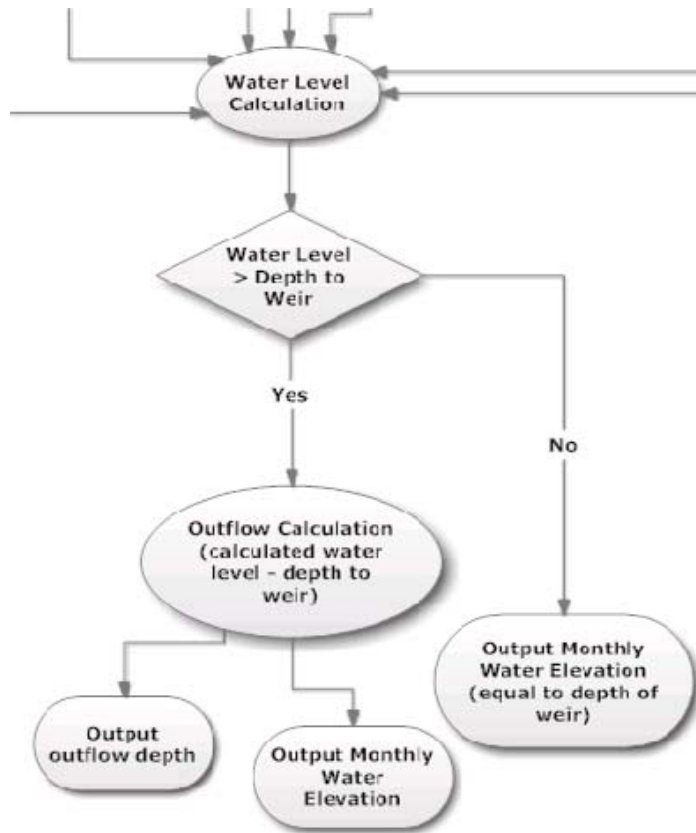 Water Level
Calculation
Water Level
> Depth to
Weir
Yes
No
Outflow Calculation
(calculated water
level - depth to
weir)
Output Monthly
Water Elevation
(equal to depth of
weir)
Output
outflow depth
Output Monthly
Water
Elevation